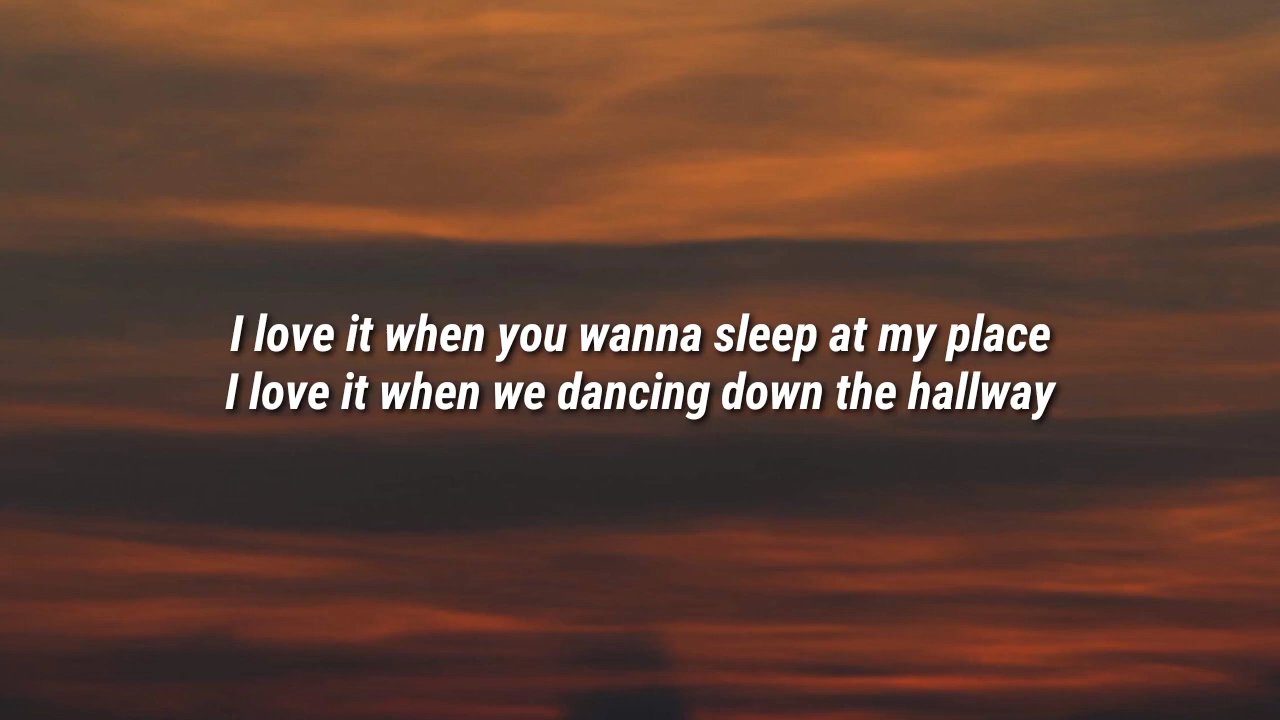 I love it when you wanna sleep at my place
I love it when we dancing down the hallway